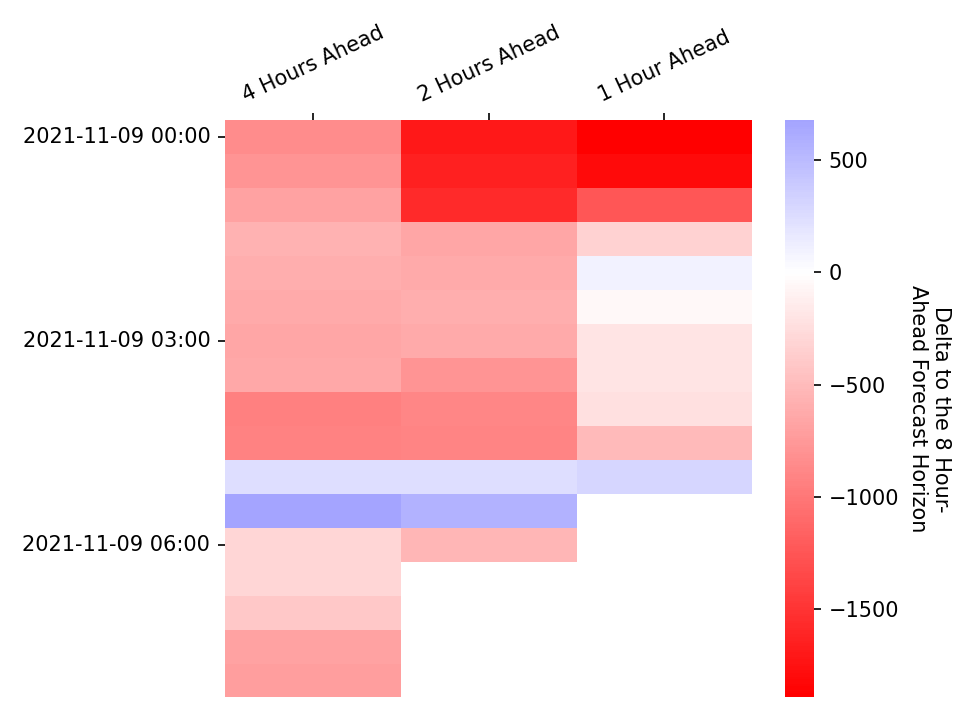 4 Hours Ahead
2 Hours Ahead
1 Hour Ahead
2021-11-09 00:00
2021-11-09 03:00
2021-11-09 06:00
500
0
−500
−1000
−1500
Delta to the 8 Hour-
Ahead Forecast Horizon